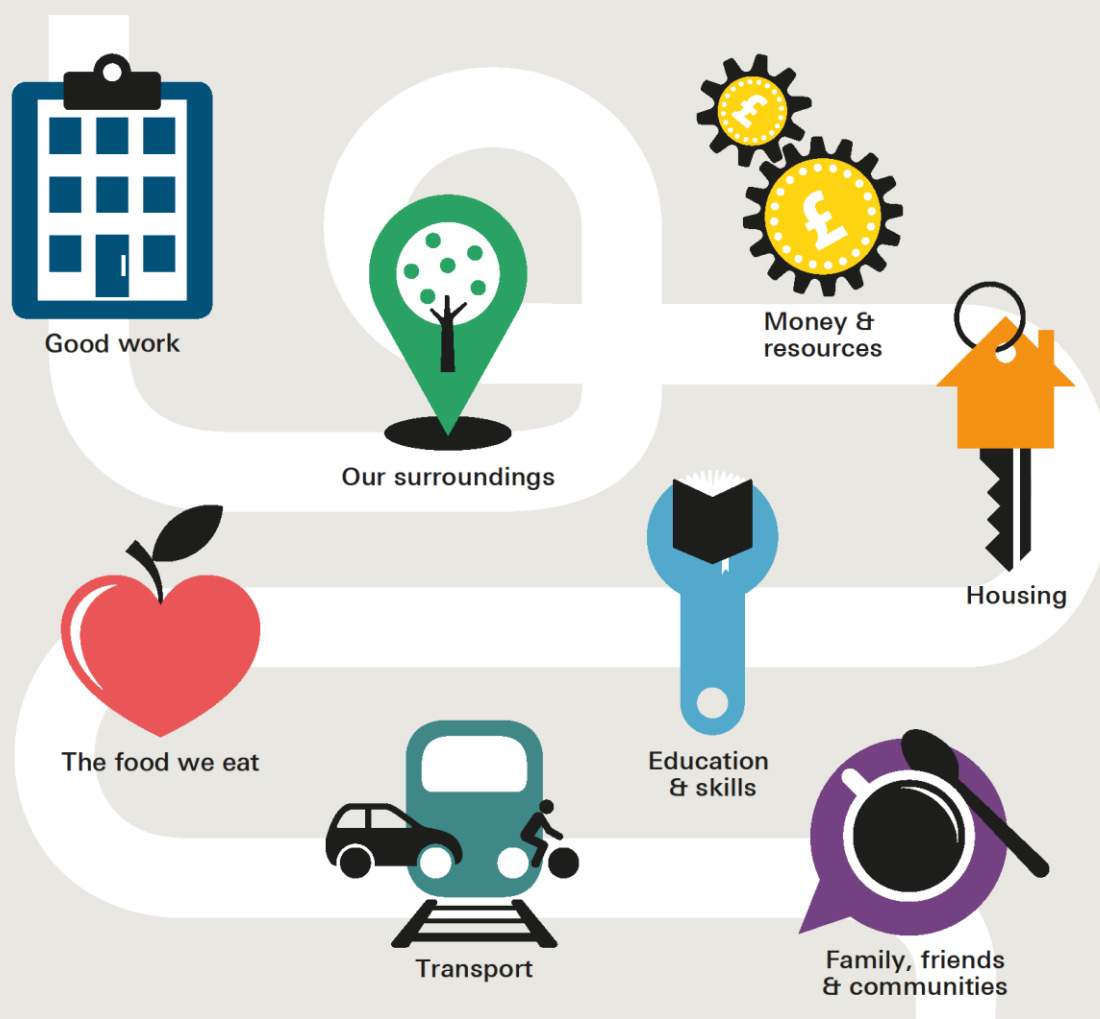 £
£
Good work
Money &
resources
Our surroundings
Housing
The food we eat
Education
& skills
Transport
Family, friends
& communities